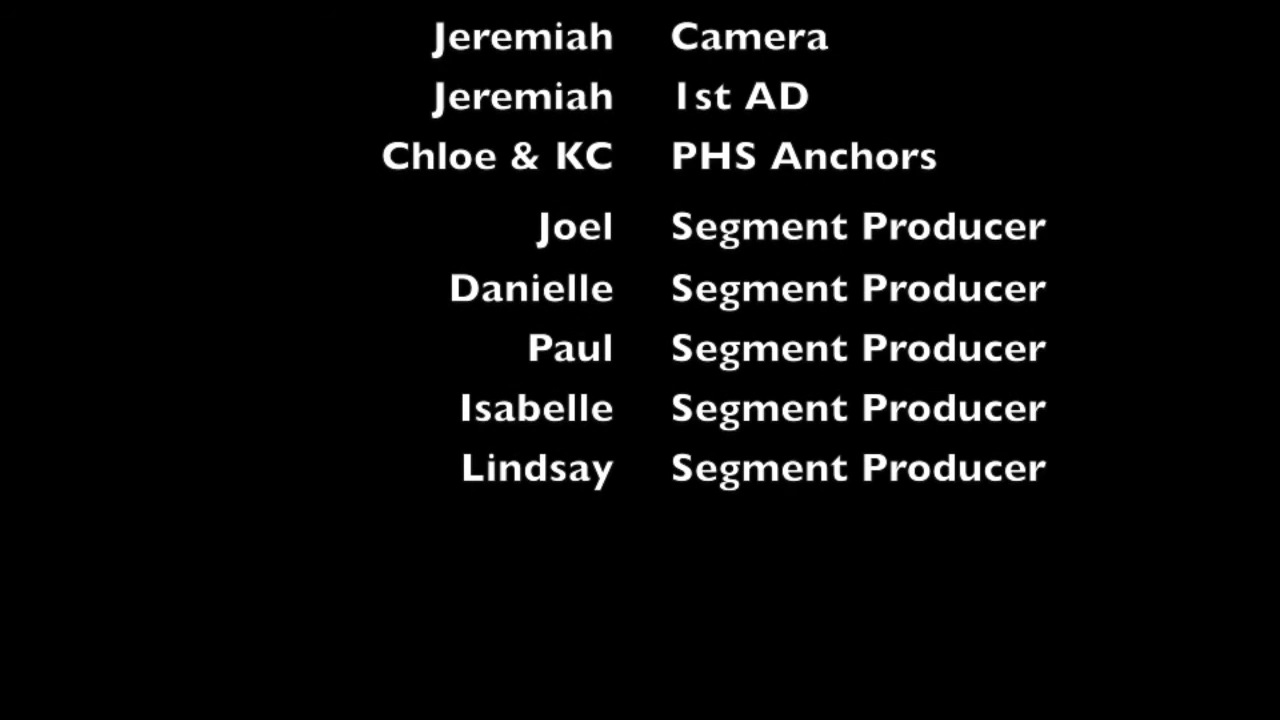 Jeremiah Camera
Jeremiah 1st AD
Chloe & KC PHS Anchors
Joel Segment Producer
Danielle Segment Producer
Paul Segment Producer
Isabelle Segment Producer
Lindsay Segment Producer